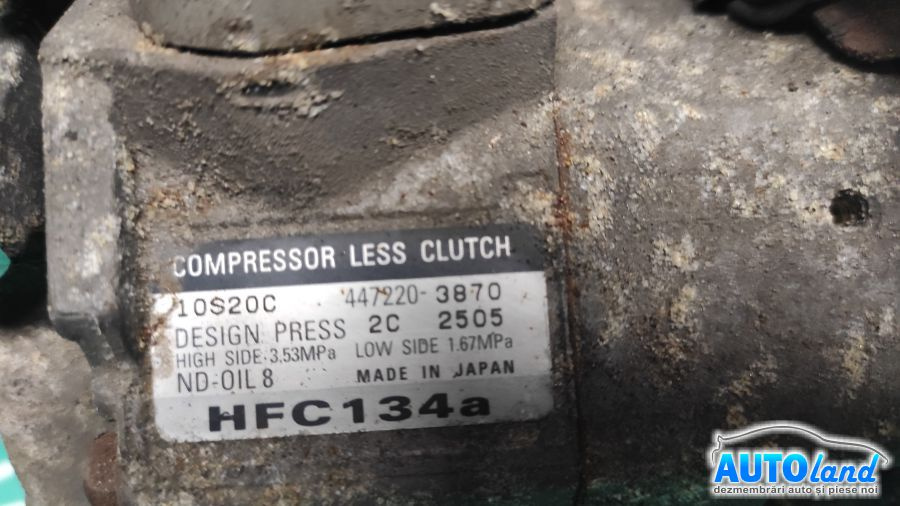 COMPRESSOR LESS CLUTCH
10S20C 447220-3870
DESIGN PRESS 2C 2505
HIGH SIDE:3.53MPa LOW SIDE 1.67MPa
ND-OIL 8 MADE IN JAPAN
HFC134a
AUTOland
dezmembrări auto și piese noi